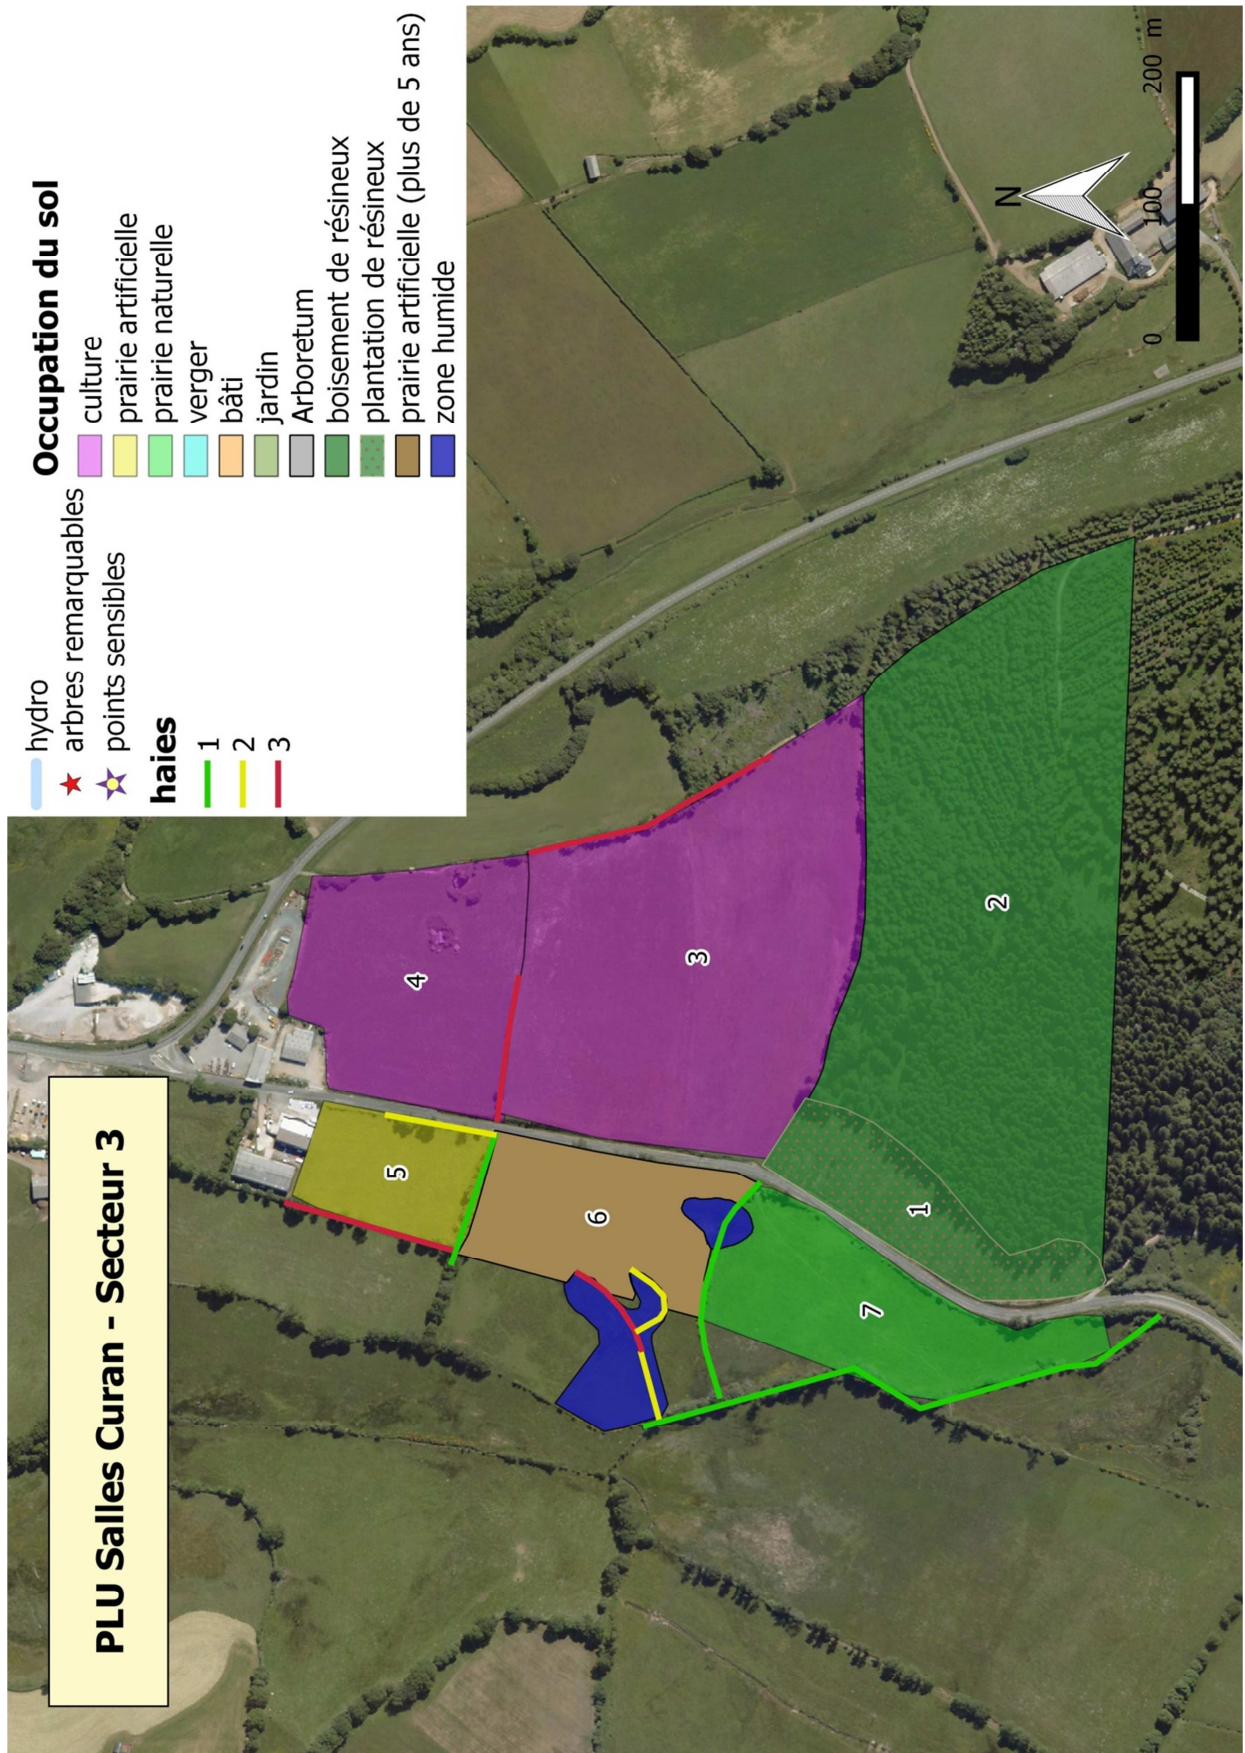 PLU Salles Curan - Secteur 3
hydro
arbres remarquables
points sensibles
haies
1
2
3
Occupation du sol
culture
prairie artificielle
prairie naturelle
verger
bâti
jardin
Arboretum
boisement de résineux
plantation de résineux
prairie artificielle (plus de 5 ans)
zone humide
4
5
3
6
2
1
7
N
0 100 200 m